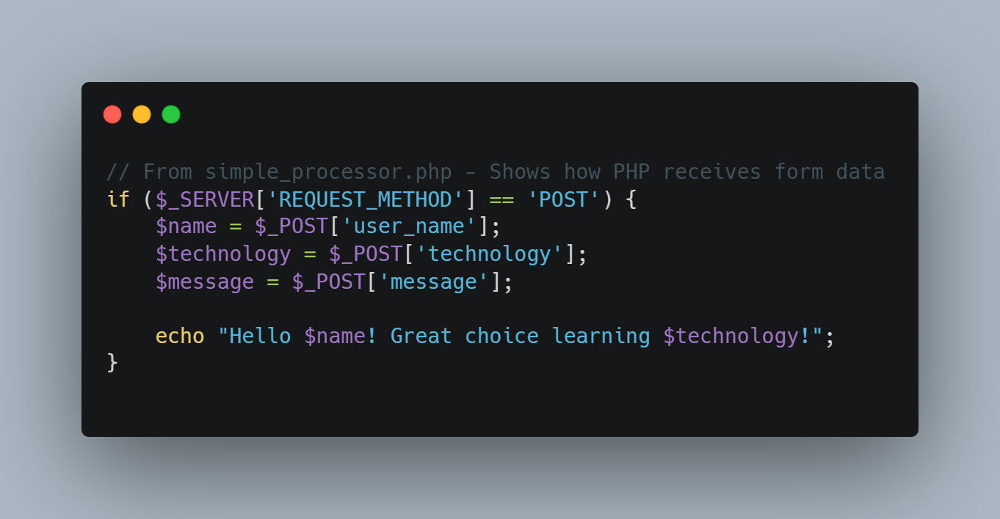 // From simple_processor.php - Shows how PHP receives form data
if ($_SERVER['REQUEST_METHOD'] == 'POST') {
    $name = $_POST['user_name'];
    $technology = $_POST['technology'];
    $message = $_POST['message'];

    echo "Hello $name! Great choice learning $technology!";
}